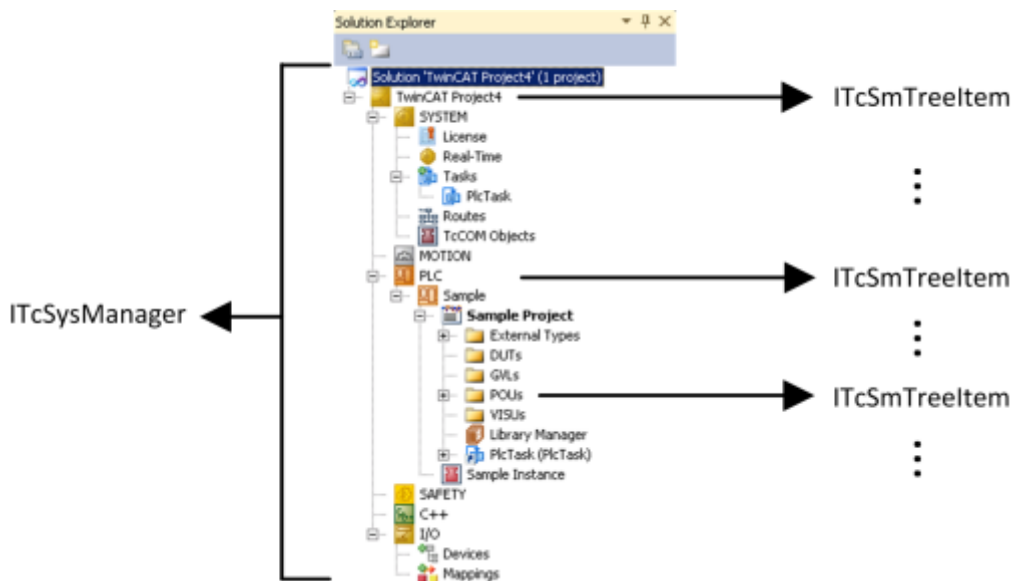 Solution Explorer
Solution 'TwinCAT Project4' (1 project)
TwinCAT Project4
ITcSmTreeItem
SYSTEM
License
Real-Time
Tasks
PlcTask
Routes
TcCOM Objects
MOTION
PLC
ITcSmTreeItem
Sample
ITcSysManager
Sample Project
External Types
DUTs
GVLs
POUs
ITcSmTreeItem
VISUs
Library Manager
PlcTask (PlcTask)
Sample Instance
SAFETY
C++
I/O
Devices
Mappings